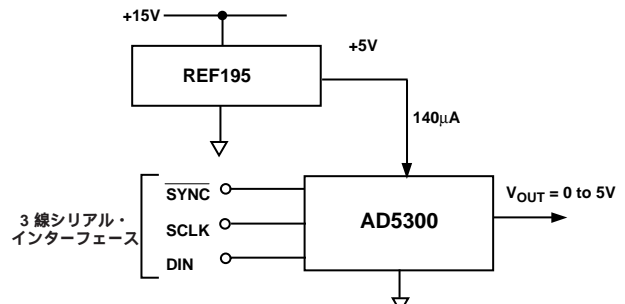 +15V
+5V
REF195
140μA
SYNC
SCLK
DIN
3 線シリアル・
インターフェース
AD5300
VOUT = 0 to 5V